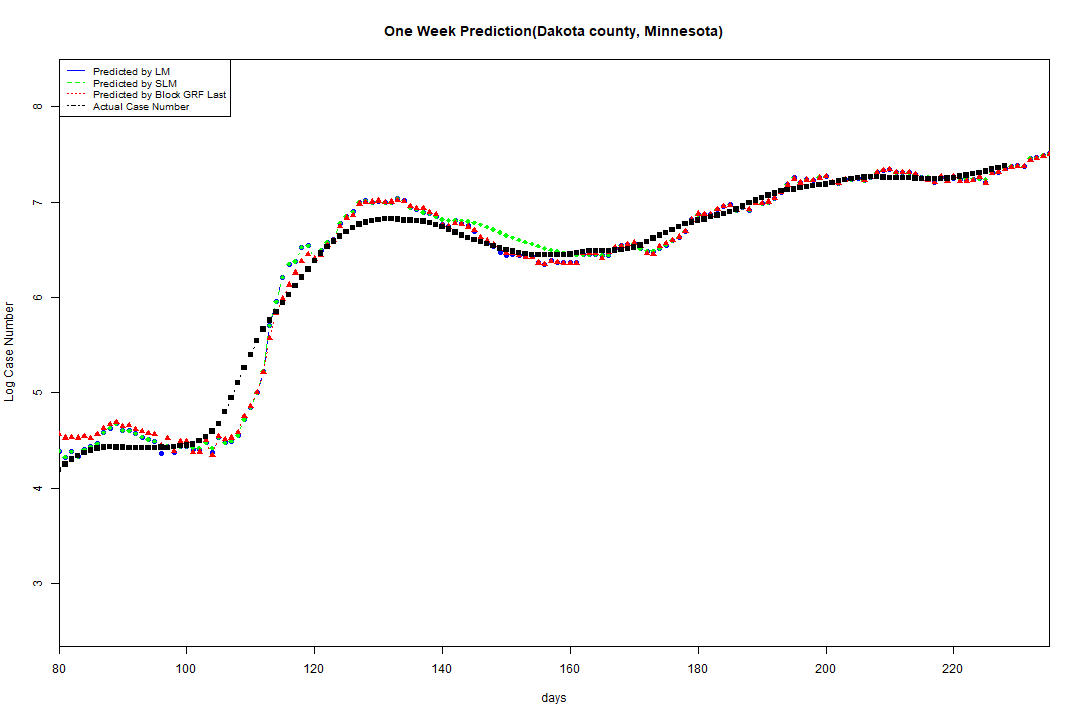 One Week Prediction(Dakota county, Minnesota)
Predicted by LM
Predicted by SLM
Predicted by Block GRF Last
Actual Case Number
8
7
6
5
4
3
Log Case Number
80 100 120 140 160 180 200 220
days